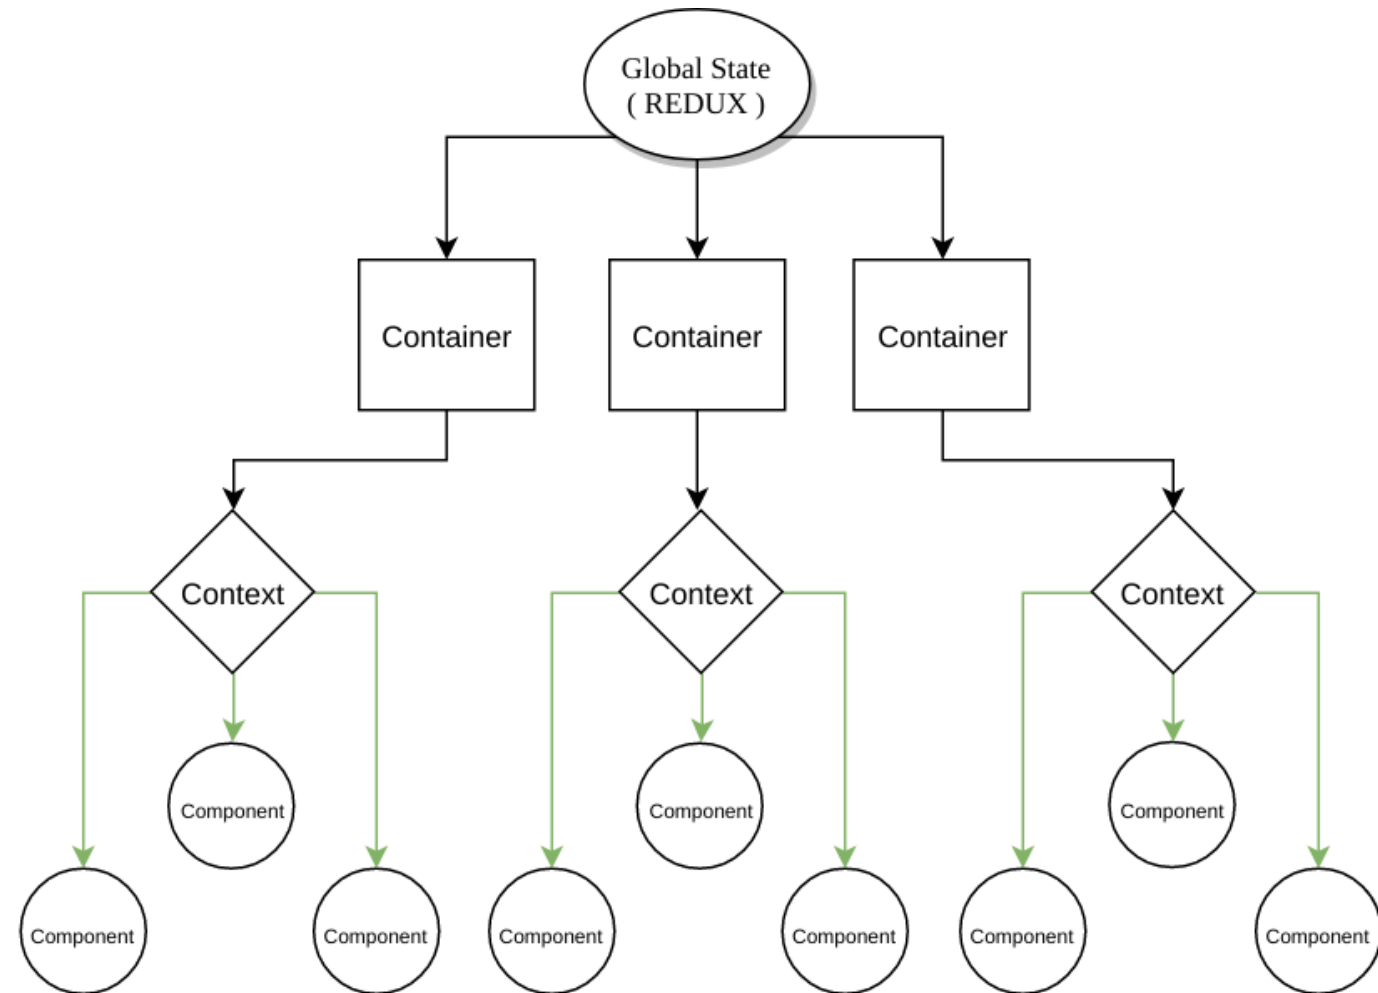 Global State
( REDUX )
Container
Container
Container
Context
Context
Context
Component
Component
Component
Component
Component
Component
Component
Component
Component